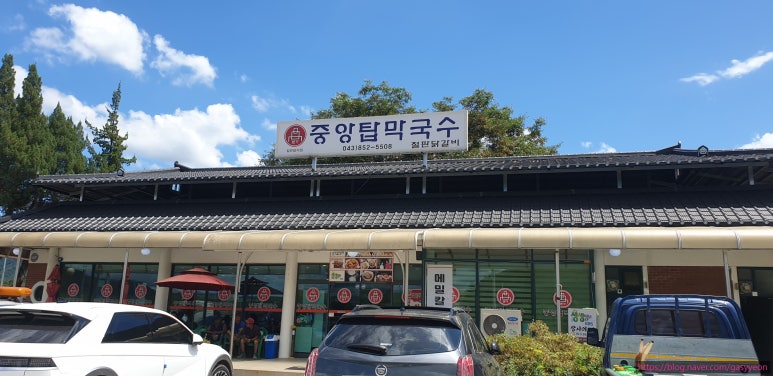 중앙탑막국수
043)852-5508 철판닭갈비
메밀칼
https://blog.naver.com/gasyyeon